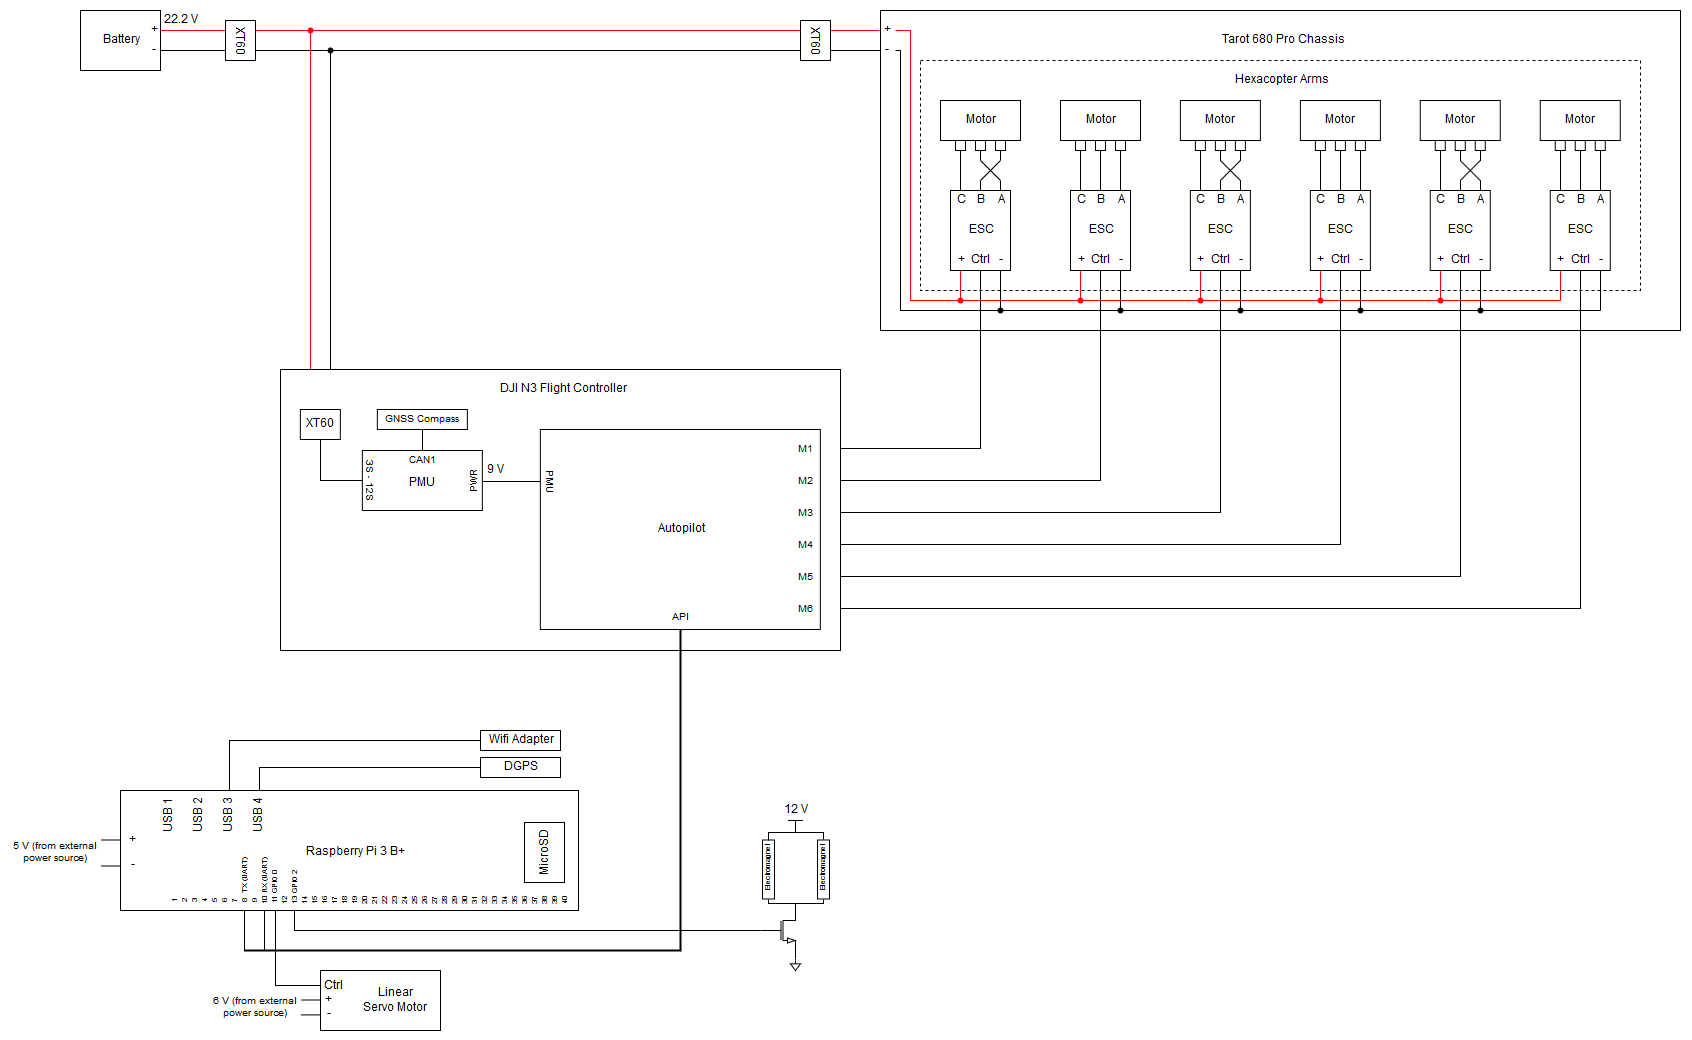 22.2 V
Battery
+
-
XT60
XT60
+
-
Tarot 680 Pro Chassis
Hexacopter Arms
Motor
Motor
Motor
Motor
Motor
Motor
C B A
C B A
C B A
C B A
C B A
C B A
ESC
ESC
ESC
ESC
ESC
ESC
+ Ctrl -
+ Ctrl -
+ Ctrl -
+ Ctrl -
+ Ctrl -
+ Ctrl -
DJI N3 Flight Controller
XT60
GNSS Compass
3S - 12S
CAN1
PMU
PWR
9 V
PMU
Autopilot
M1
M2
M3
M4
M5
M6
API
Wifi Adapter
DGPS
USB 1
USB 2
USB 3
USB 4
5 V (from external
power source)
+
-
Raspberry Pi 3 B+
MicroSD
TX (UART)
RX (UART)
GPIO 0
GPIO 2
1 2 3 4 5 6 7 8 9 10 11 12 13 14 15 16 17 18 19 20 21 22 23 24 25 26 27 28 29 30 31 32 33 34 35 36 37 38 39 40
12 V
Electromagnet
Electromagnet
6 V (from external
power source)
Ctrl
+
-
Linear
Servo Motor